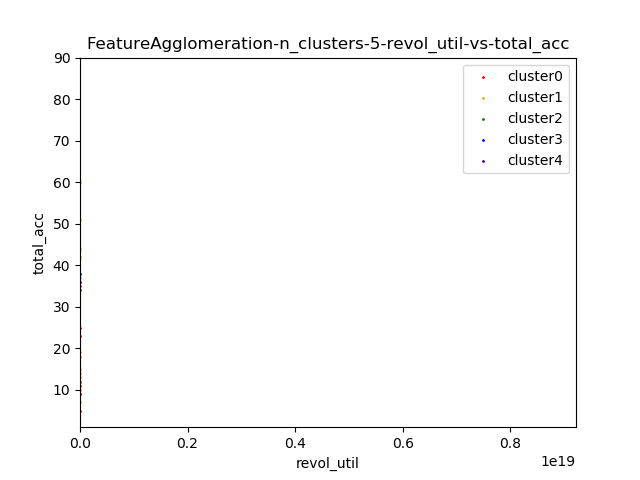 FeatureAgglomeration-n_clusters-5-revol_util-vs-total_acc
90
80
70
60
50
40
30
20
10
total_acc
cluster0
cluster1
cluster2
cluster3
cluster4
0.0 0.2 0.4 0.6 0.8
1e19
revol_util